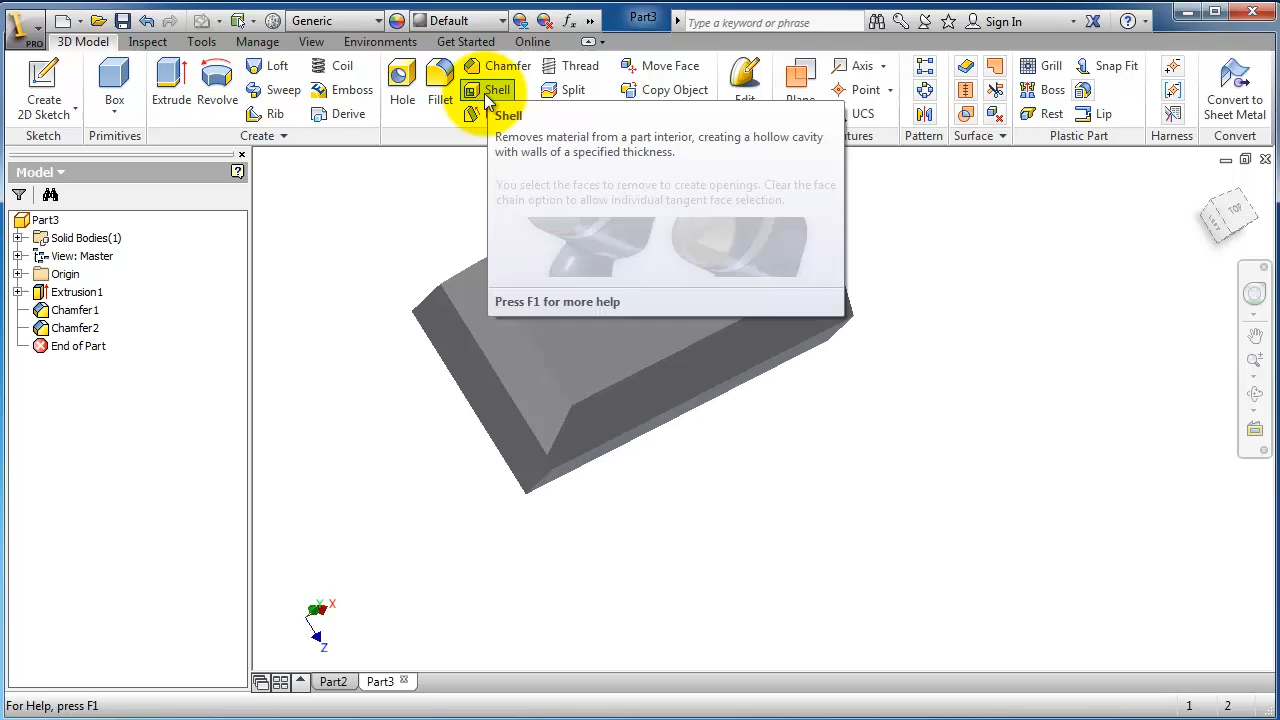 PRO
Generic
Default
fx
Part3
Type a keyword or phrase
Sign In
3D Model
Inspect
Tools
Manage
View
Environments
Get Started
Online
Create
2D Sketch
Sketch
Box
Primitives
Extrude
Revolve
Loft
Sweep
Rib
Coil
Emboss
Derive
Create
Hole
Fillet
Chamfer
Shell
Thread
Split
Move Face
Copy Object
Edit
Plane
Axis
Point
UCS
Pattern
Surface
Grill
Boss
Rest
Snap Fit
Lip
Plastic Part
Harness
Convert to
Sheet Metal
Convert
Shell
Removes material from a part interior, creating a hollow cavity
with walls of a specified thickness.
You select the faces to remove to create openings. Clear the face
chain option to allow individual tangent face selection.
Press F1 for more help
Model
Part3
Solid Bodies(1)
View: Master
Origin
Extrusion1
Chamfer1
Chamfer2
End of Part
TOP
Y
X
Z
Part2
Part3
For Help, press F1
1
2